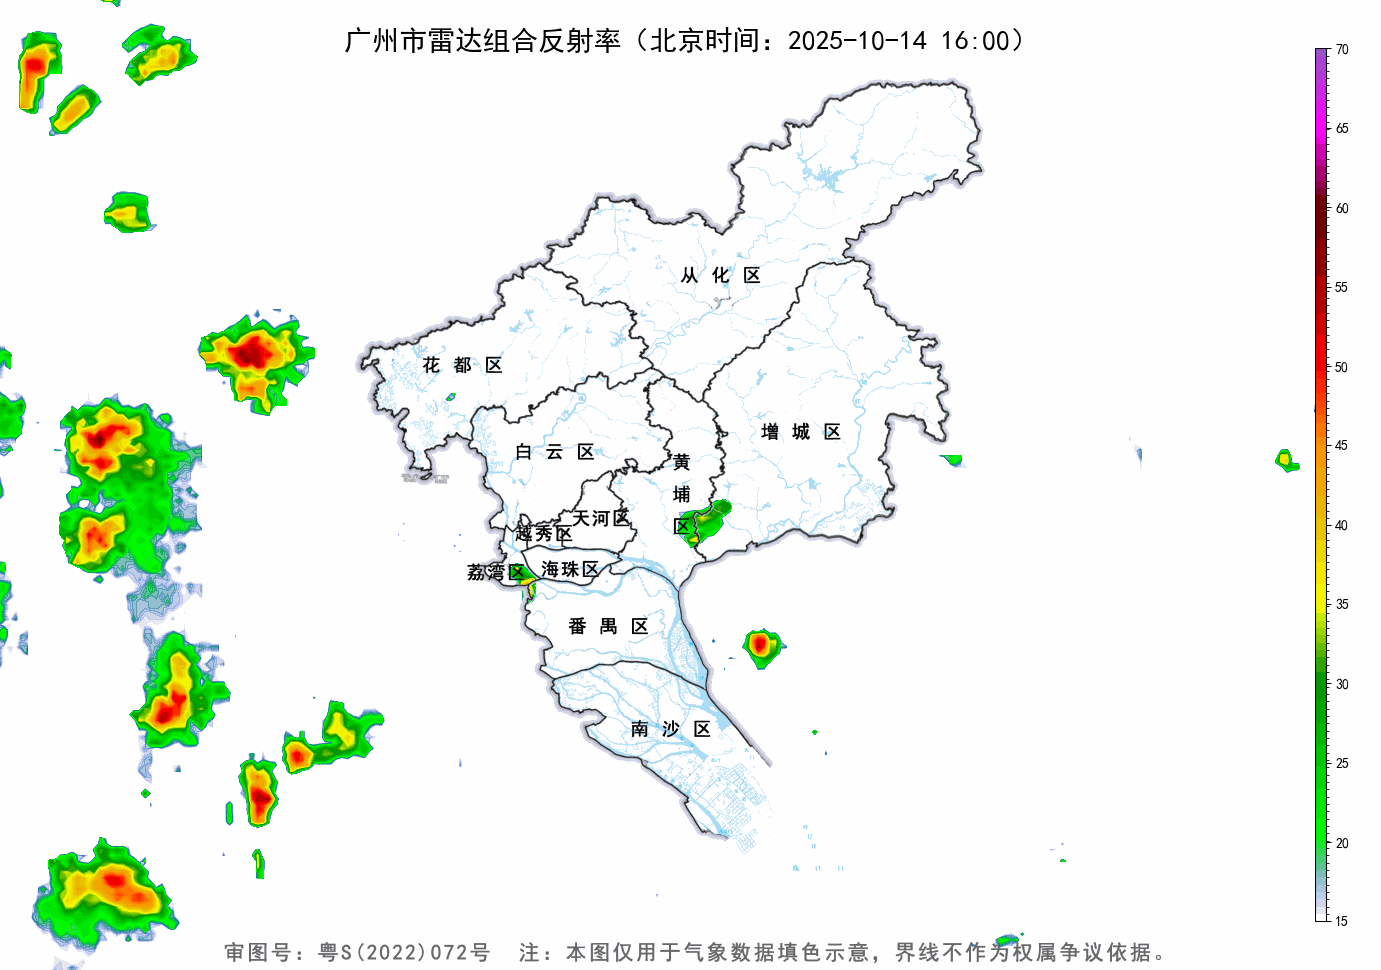 广州市雷达组合反射率（北京时间：2025-10-14 16:00）
70
65
60
55
50
45
40
35
30
25
20
15
从化区
花都区
增城区
白云区
黄埔区
天河区
越秀区
海珠区
荔湾区
番禺区
南沙区
审图号：粤S(2022)072号 注：本图仅用于气象数据填色示意，界线不作为权属争议依据。